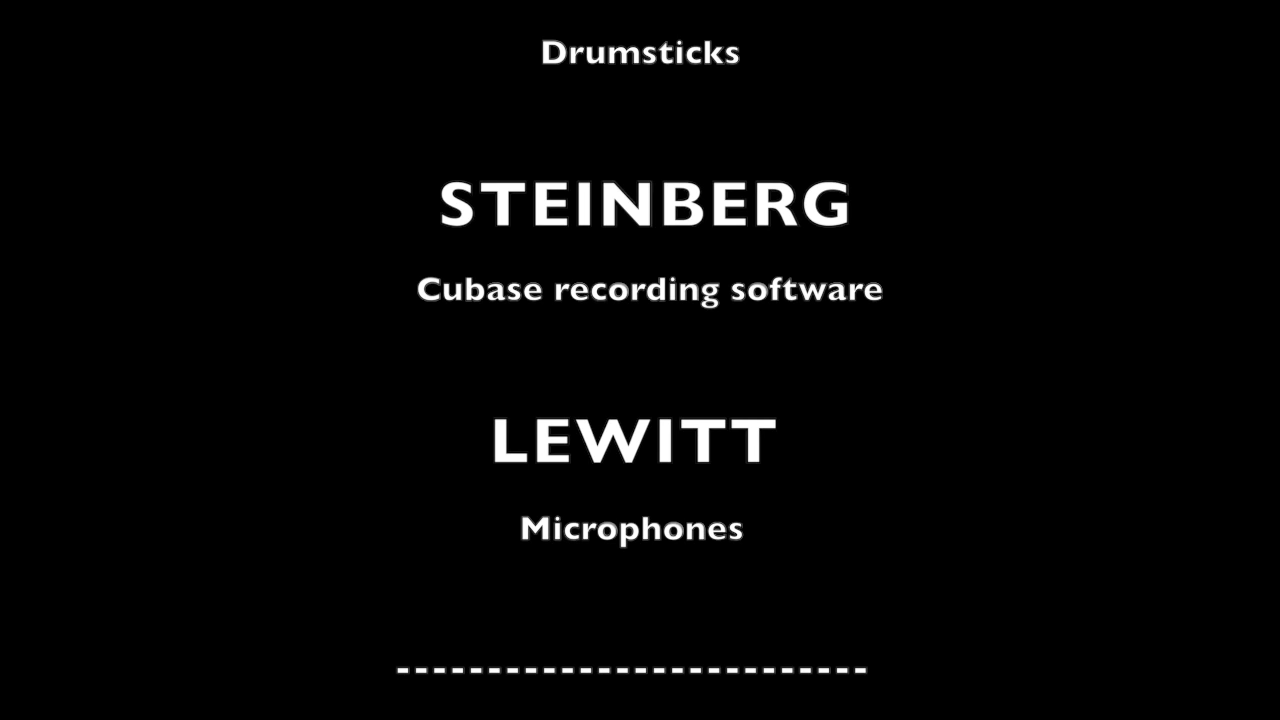 Drumsticks
STEINBERG
Cubase recording software
LEWITT
Microphones
--------------------------